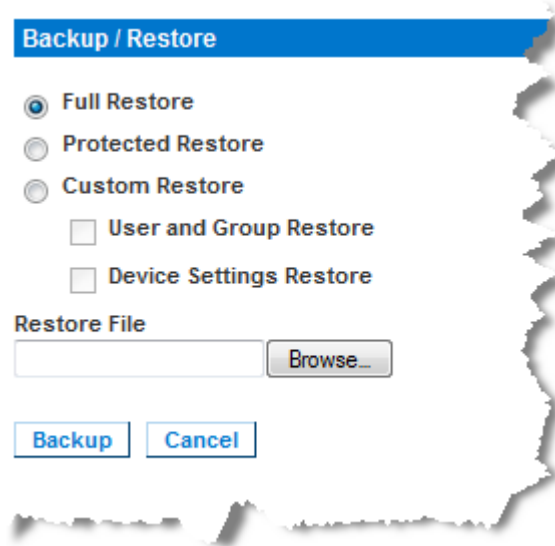 Backup / Restore
Full Restore
Protected Restore
Custom Restore
User and Group Restore
Device Settings Restore
Restore File
Browse...
Backup Cancel